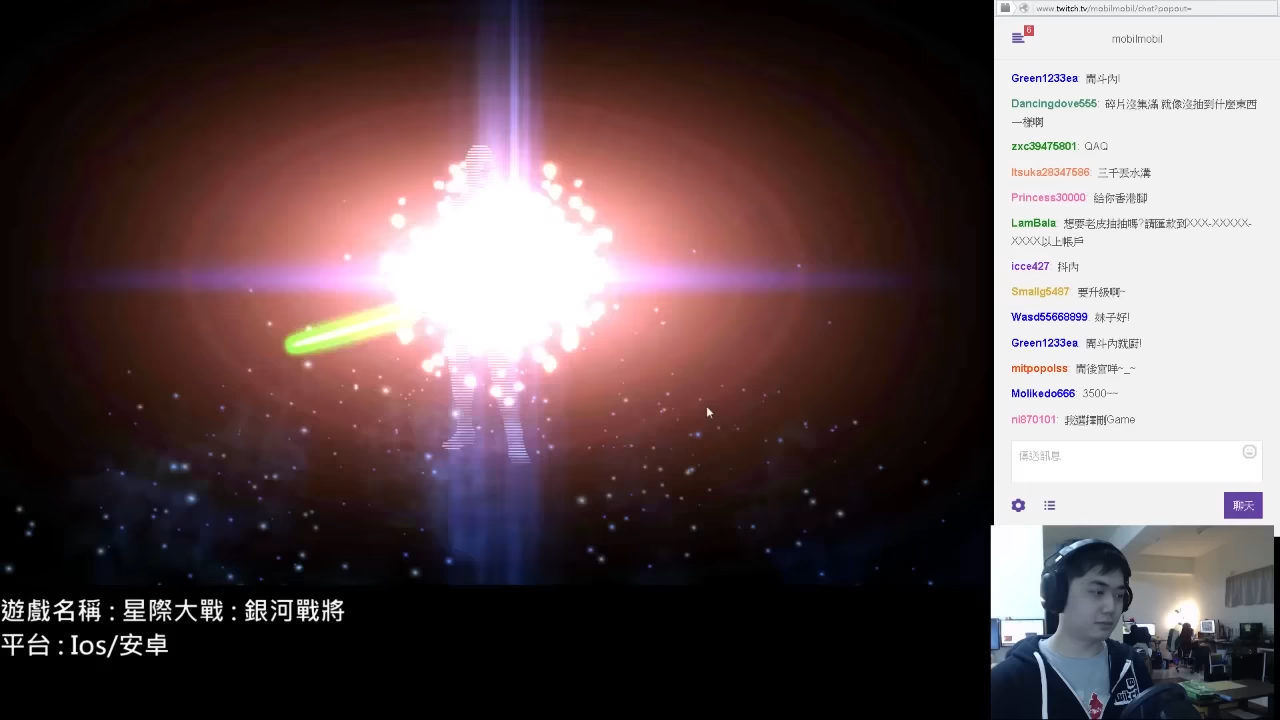 www.twitch.tv/mobilmobil/chat?popout=
6
mobilmobil
Green1233ea: 鬧斗內!
Dancingdove555: 碎片沒集滿 就像沒抽到什麼東西
一樣啊
zxc39475801: QAQ
Itsuka28347586: 三千丟水溝
Princess30000: 給你香港腳
LamBala: 想要老皮抽抽嗎?請匯款到XXX-XXXXX-
XXXX以上帳戶
icce427: 抖內
Smallg5487: 要升級啊~
Wasd55668899: 妹子好!
Green1233ea: 鬧斗內就廚!
mitpopolss: 鬧後宮咩~_~
Molikedo666: 3500~~
ni870101: 我選擇刪Game
傳送訊息
聊天
遊戲名稱 : 星際大戰 : 銀河戰將
平台 : Ios/安卓